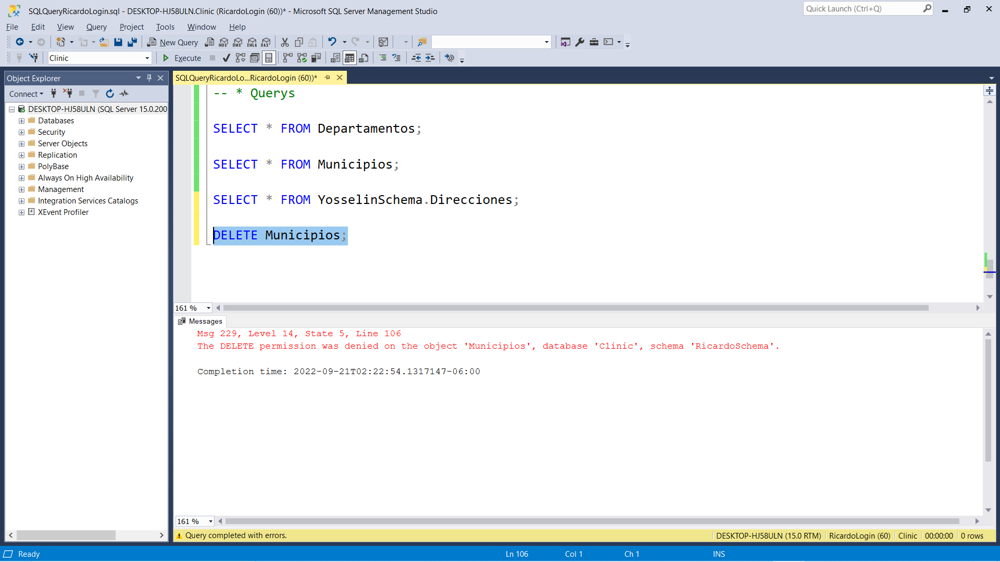 SQLQueryRicardoLogin.sql - DESKTOP-HJ58ULN.Clinic (RicardoLogin (60))* - Microsoft SQL Server Management Studio
Quick Launch (Ctrl+Q)
File Edit View Query Project Tools Window Help
New Query MDX DMX XMLA DAX
Clinic Execute
Object Explorer
Connect
DESKTOP-HJ58ULN (SQL Server 15.0.200
Databases
Security
Server Objects
Replication
PolyBase
Always On High Availability
Management
Integration Services Catalogs
XEvent Profiler
SQLQueryRicardoLo...RicardoLogin (60))*
-- * Querys
SELECT * FROM Departamentos;
SELECT * FROM Municipios;
SELECT * FROM YosselinSchema.Direcciones;
DELETE Municipios;
161 %
Messages
Msg 229, Level 14, State 5, Line 106
The DELETE permission was denied on the object 'Municipios', database 'Clinic', schema 'RicardoSchema'.
Completion time: 2022-09-21T02:22:54.1317147-06:00
161 %
Query completed with errors.
DESKTOP-HJ58ULN (15.0 RTM) RicardoLogin (60) Clinic 00:00:00 0 rows
Ready Ln 106 Col 1 Ch 1 INS